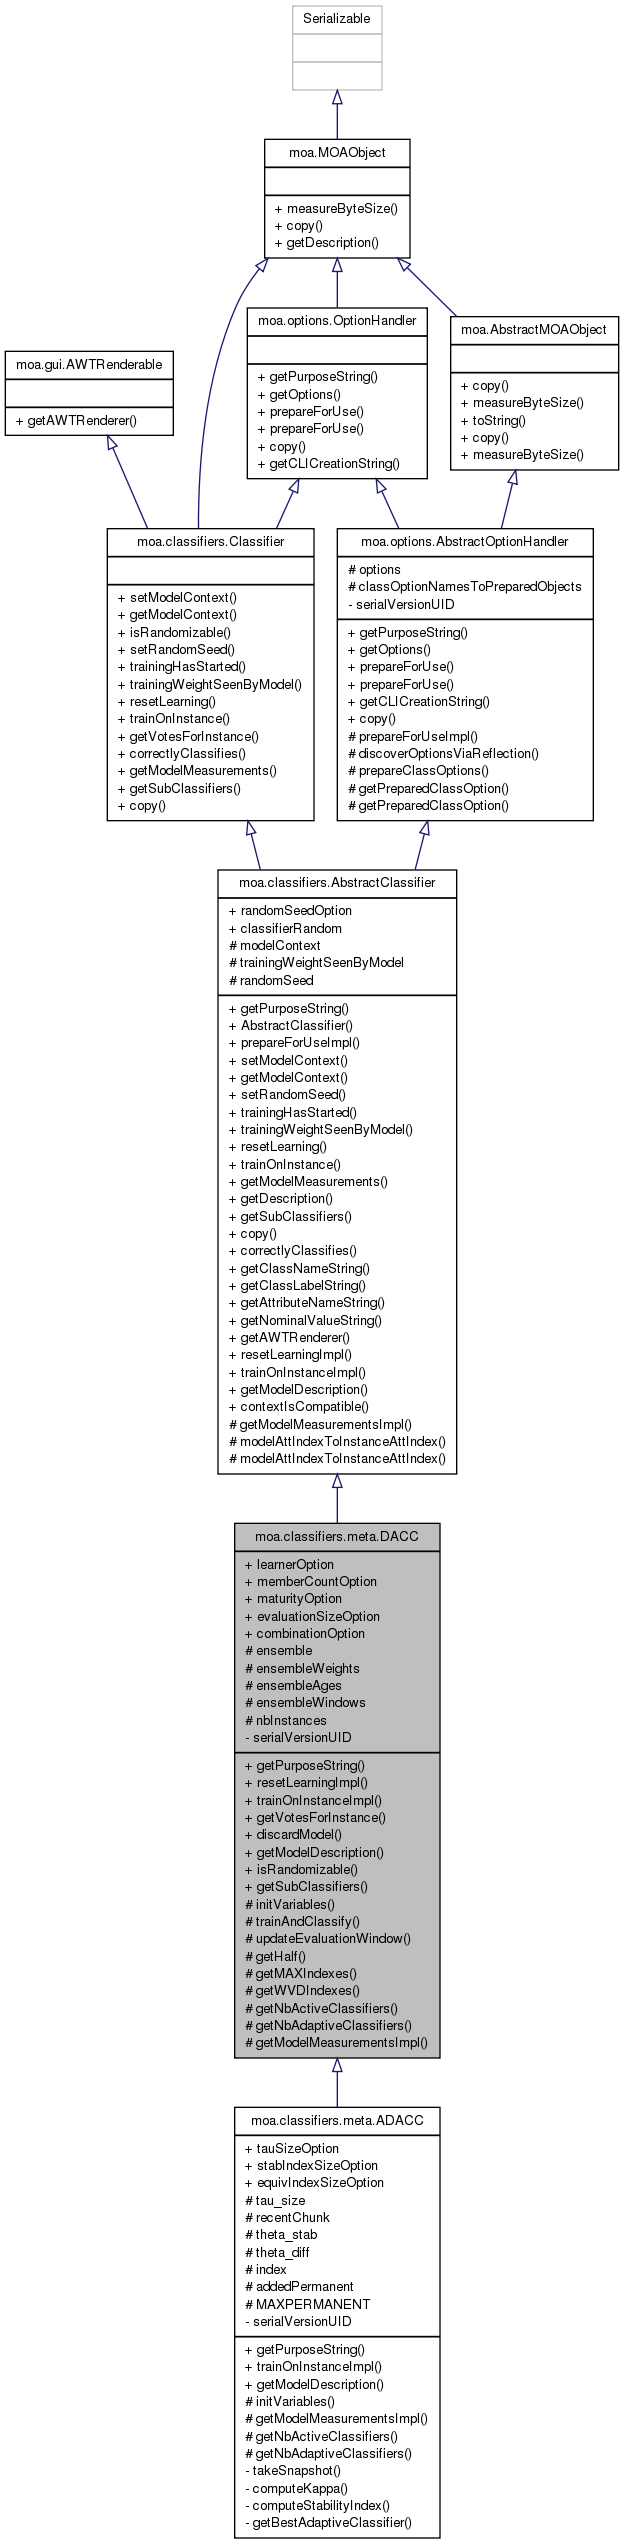 Serializable
moa.MOAObject
+ measureByteSize()
+ copy()
+ getDescription()
moa.gui.AWTRenderable
+ getAWTRenderer()
moa.options.OptionHandler
+ getPurposeString()
+ getOptions()
+ prepareForUse()
+ prepareForUse()
+ copy()
+ getCLICreationString()
moa.AbstractMOAObject
+ copy()
+ measureByteSize()
+ toString()
+ copy()
+ measureByteSize()
moa.classifiers.Classifier
+ setModelContext()
+ getModelContext()
+ isRandomizable()
+ setRandomSeed()
+ trainingHasStarted()
+ trainingWeightSeenByModel()
+ resetLearning()
+ trainOnInstance()
+ getVotesForInstance()
+ correctlyClassifies()
+ getModelMeasurements()
+ getSubClassifiers()
+ copy()
moa.options.AbstractOptionHandler
# options
# classOptionNamesToPreparedObjects
- serialVersionUID
+ getPurposeString()
+ getOptions()
+ prepareForUse()
+ prepareForUse()
+ getCLICreationString()
+ copy()
# prepareForUseImpl()
# discoverOptionsViaReflection()
# prepareClassOptions()
# getPreparedClassOption()
# getPreparedClassOption()
moa.classifiers.AbstractClassifier
+ randomSeedOption
+ classifierRandom
# modelContext
# trainingWeightSeenByModel
# randomSeed
+ getPurposeString()
+ AbstractClassifier()
+ prepareForUseImpl()
+ setModelContext()
+ getModelContext()
+ setRandomSeed()
+ trainingHasStarted()
+ trainingWeightSeenByModel()
+ resetLearning()
+ trainOnInstance()
+ getModelMeasurements()
+ getDescription()
+ getSubClassifiers()
+ copy()
+ correctlyClassifies()
+ getClassNameString()
+ getClassLabelString()
+ getAttributeNameString()
+ getNominalValueString()
+ getAWTRenderer()
+ resetLearningImpl()
+ trainOnInstanceImpl()
+ getModelDescription()
+ contextIsCompatible()
# getModelMeasurementsImpl()
# modelAttIndexToInstanceAttIndex()
# modelAttIndexToInstanceAttIndex()
moa.classifiers.meta.DACC
+ learnerOption
+ memberCountOption
+ maturityOption
+ evaluationSizeOption
+ combinationOption
# ensemble
# ensembleWeights
# ensembleAges
# ensembleWindows
# nbInstances
- serialVersionUID
+ getPurposeString()
+ resetLearningImpl()
+ trainOnInstanceImpl()
+ getVotesForInstance()
+ discardModel()
+ getModelDescription()
+ isRandomizable()
+ getSubClassifiers()
# initVariables()
# trainAndClassify()
# updateEvaluationWindow()
# getHalf()
# getMAXIndexes()
# getWVDIndexes()
# getNbActiveClassifiers()
# getNbAdaptiveClassifiers()
# getModelMeasurementsImpl()
moa.classifiers.meta.ADACC
+ tauSizeOption
+ stabIndexSizeOption
+ equivIndexSizeOption
# tau_size
# recentChunk
# theta_stab
# theta_diff
# index
# addedPermanent
# MAXPERMANENT
- serialVersionUID
+ getPurposeString()
+ trainOnInstanceImpl()
+ getModelDescription()
# initVariables()
# getModelMeasurementsImpl()
# getNbActiveClassifiers()
# getNbAdaptiveClassifiers()
- takeSnapshot()
- computeKappa()
- computeStabilityIndex()
- getBestAdaptiveClassifier()